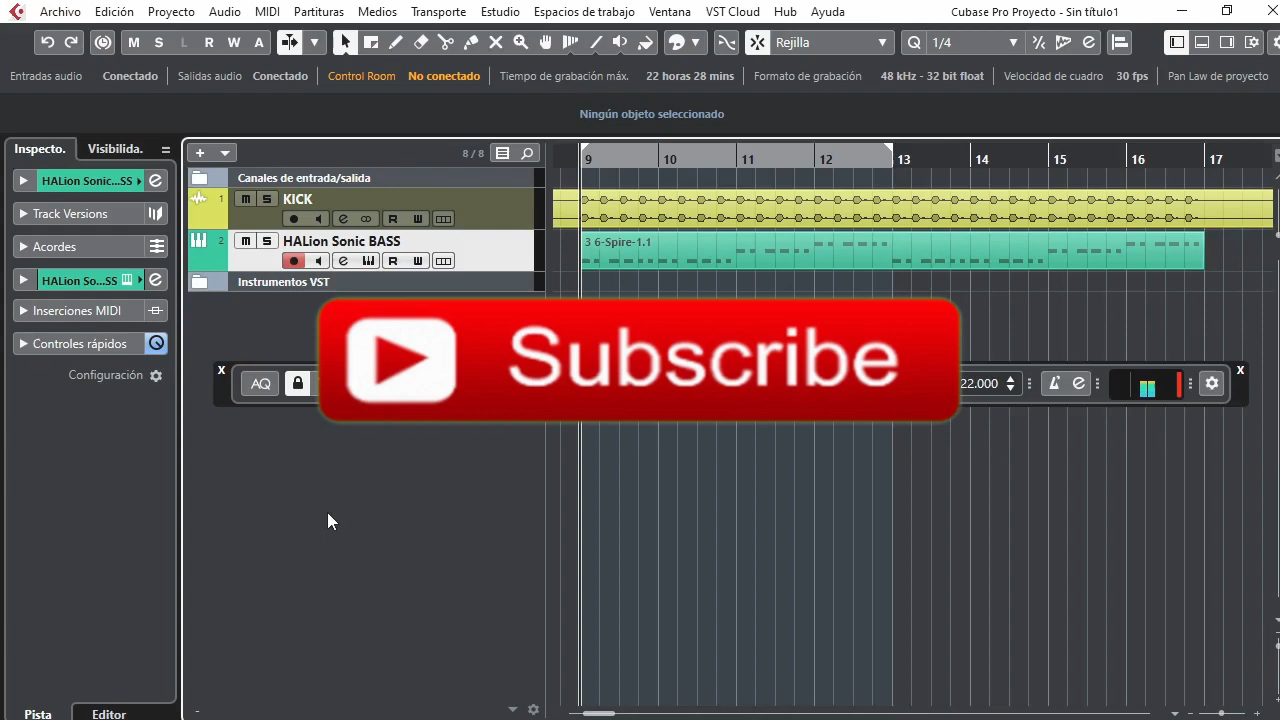 Archivo Edición Proyecto Audio MIDI Partituras Medios Transporte Estudio Espacios de trabajo Ventana VST Cloud Hub Ayuda Cubase Pro Proyecto - Sin título1
M S L R W A Rejilla Q 1/4
Entradas audio Conectado Salidas audio Conectado Control Room No conectado Tiempo de grabación máx. 22 horas 28 mins Formato de grabación 48 kHz - 32 bit float Velocidad de cuadro 30 fps Pan Law de proyecto
Ningún objeto seleccionado
Inspecto. Visibilida. 8 / 8 9 10 11 12 13 14 15 16 17
Canales de entrada/salida
HALion Sonic...SS
1 m S KICK
R
Track Versions
2 m S HALion Sonic BASS 3 6-Spire-1.1
Acordes
R
HALion So...SS
Instrumentos VST
Inserciones MIDI
Controles rápidos
Subscribe
Configuración
X AQ 22.000 X
Pista Editor